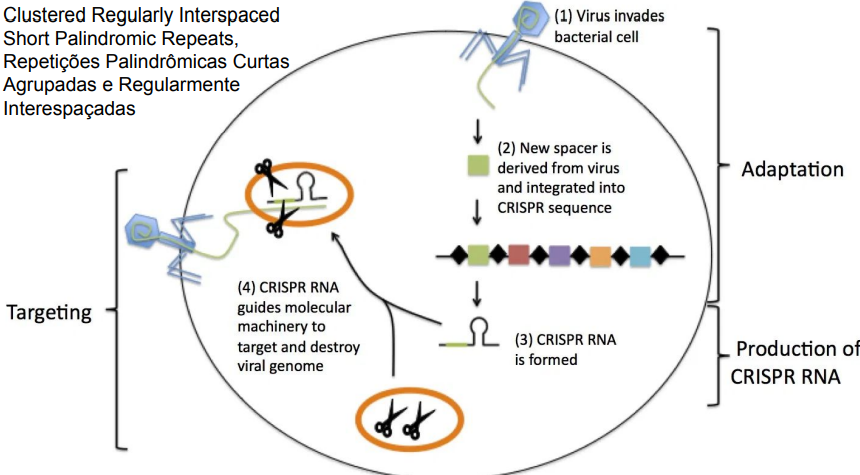 Clustered Regularly Interspaced
Short Palindromic Repeats,
Repetições Palindrômicas Curtas
Agrupadas e Regularmente
Interespaçadas
(1) Virus invades
bacterial cell
(2) New spacer is
derived from virus
and integrated into
CRISPR sequence
Adaptation
(3) CRISPR RNA
is formed
Production of
CRISPR RNA
(4) CRISPR RNA
guides molecular
machinery to
target and destroy
viral genome
Targeting